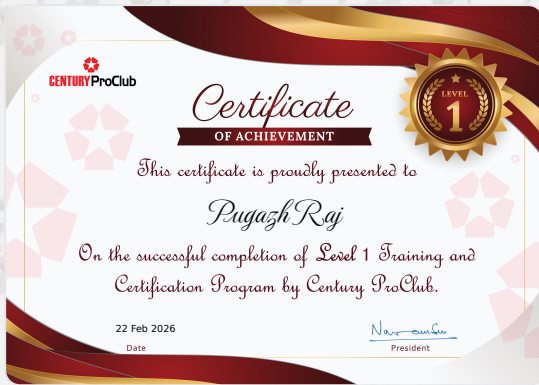 CENTURY ProClub
Certificate
OF ACHIEVEMENT
LEVEL
1
This certificate is proudly presented to
Pugazh Raj
On the successful completion of Level 1 Training and
Certification Program by Century ProClub.
22 Feb 2026
Date
President